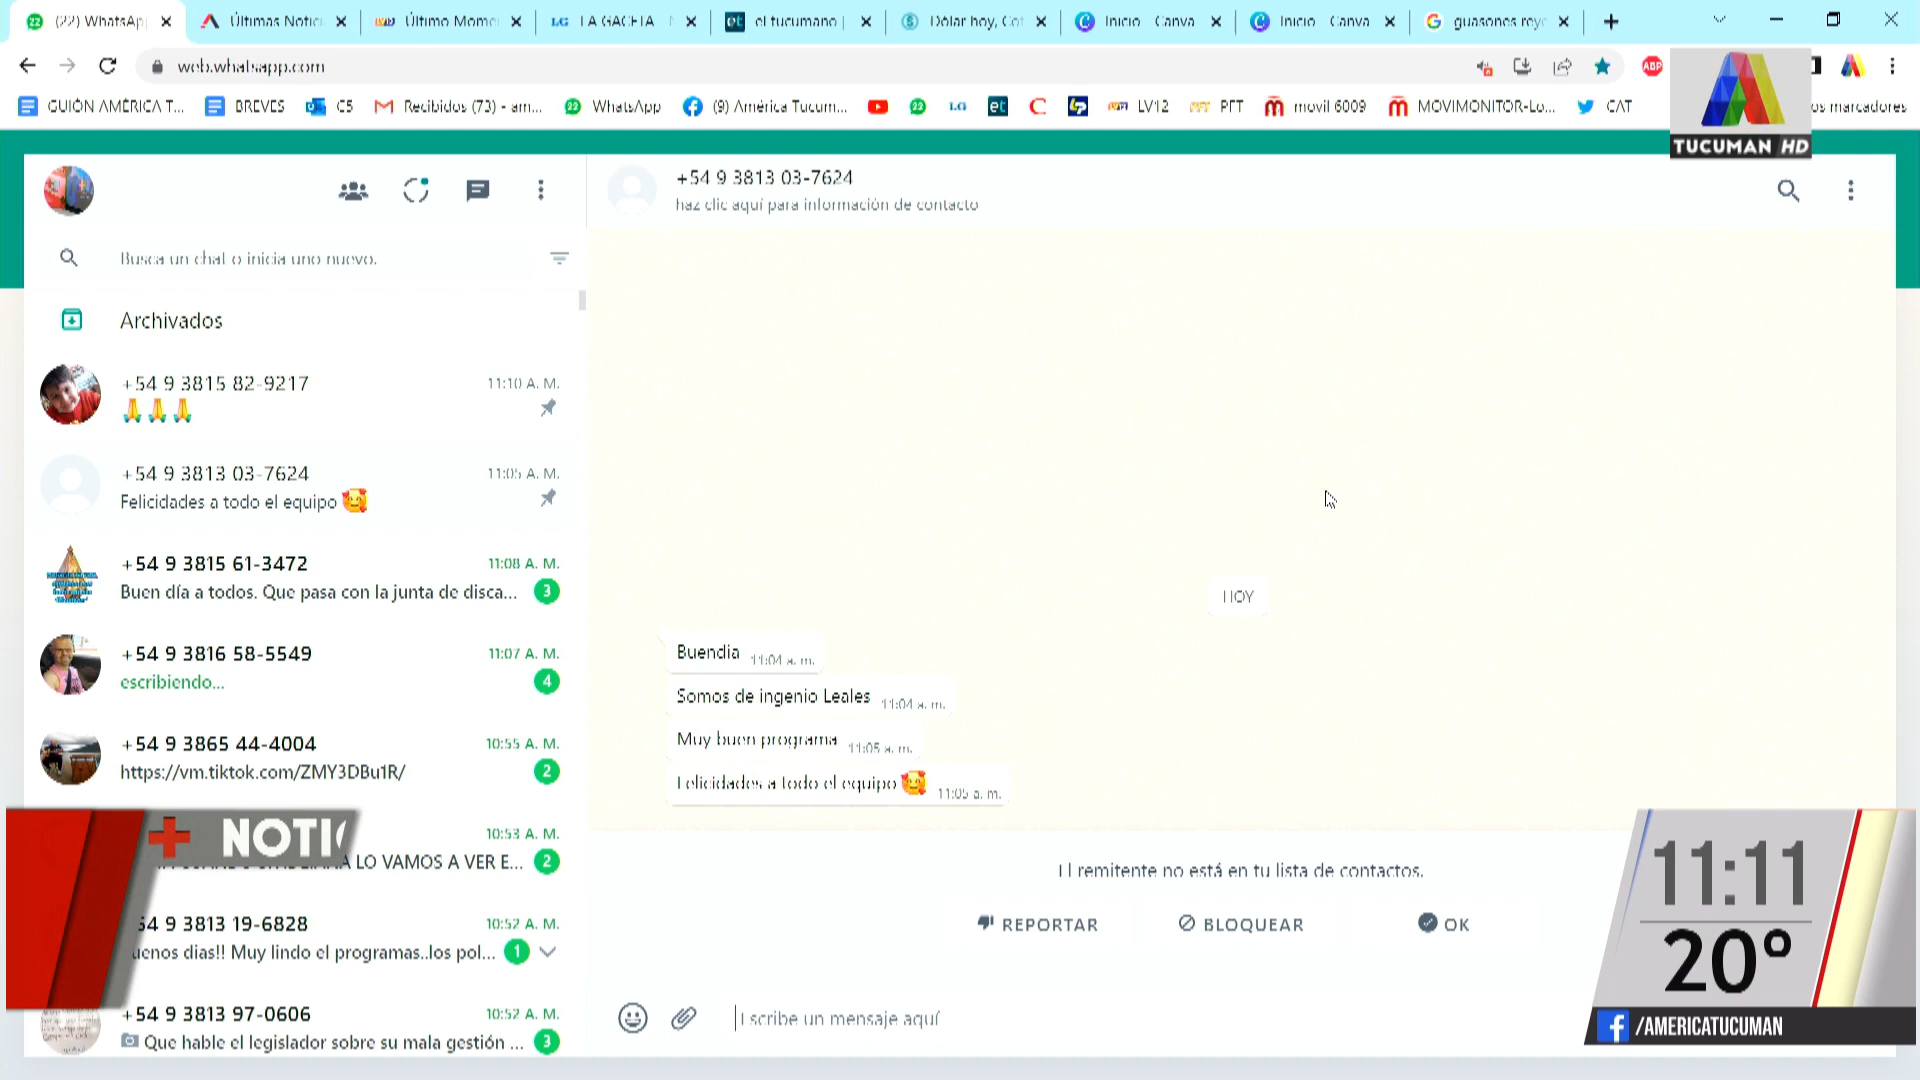 (22) WhatsApp
Últimas Notici
Último Mome
LG LA GACETA
et el tucumano |
Dólar hoy, Cot
Inicio - Canva
Inicio - Canva
guasones reye
web.whatsapp.com
ABP
GUIÓN AMÉRICA T...
BREVES
C5
Recibidos (73) - am...
22 WhatsApp
(9) América Tucum...
22
LG
et
LV12
PFT
movil 6009
MOVIMONITOR-Lo...
CAT
os marcadores
TUCUMAN HD
+54 9 3813 03-7624
haz clic aquí para información de contacto
Busca un chat o inicia uno nuevo.
Archivados
+54 9 3815 82-9217
11:10 A. M.
+54 9 3813 03-7624
11:05 A. M.
Felicidades a todo el equipo 🥰
+54 9 3815 61-3472
11:08 A. M.
Buen día a todos. Que pasa con la junta de disca...
3
+54 9 3816 58-5549
11:07 A. M.
escribiendo...
4
+54 9 3865 44-4004
10:55 A. M.
https://vm.tiktok.com/ZMY3DBu1R/
2
10:53 A. M.
LO VAMOS A VER E...
2
54 9 3813 19-6828
10:52 A. M.
uenos dias!! Muy lindo el programas..los pol...
1
+54 9 3813 97-0606
10:52 A. M.
Que hable el legislador sobre su mala gestión ...
3
HOY
Buendia 11:04 a. m.
Somos de ingenio Leales 11:04 a. m.
Muy buen programa 11:05 a. m.
Felicidades a todo el equipo 🥰 11:05 a. m.
El remitente no está en tu lista de contactos.
REPORTAR
BLOQUEAR
OK
Escribe un mensaje aquí
+ NOTI
11:11
20°
/AMERICATUCUMAN